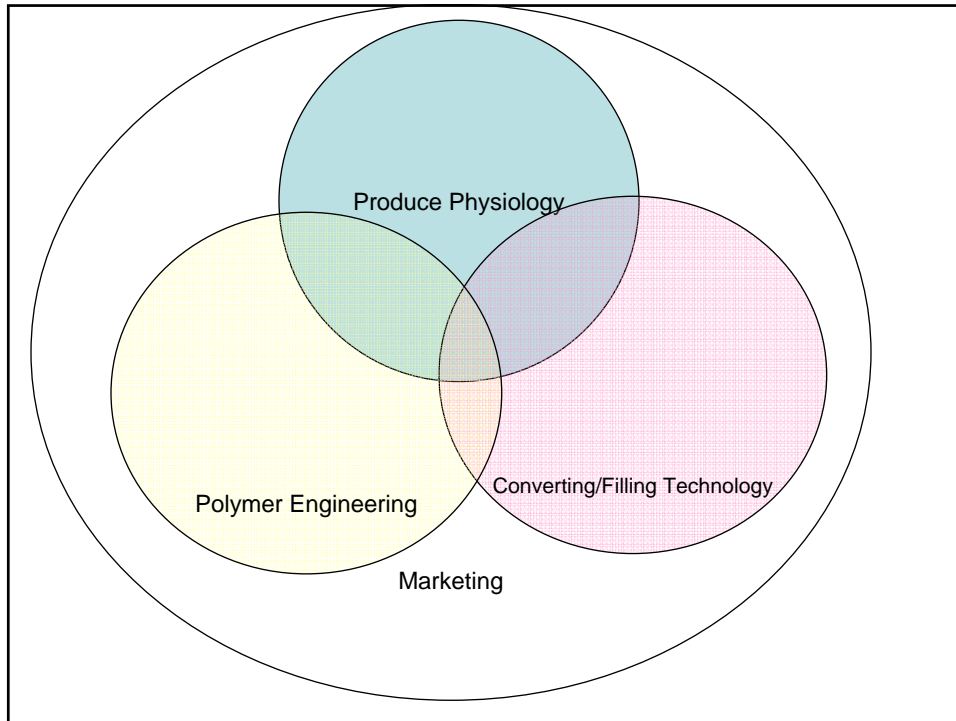 Produce Physiology
Converting/Filling Technology
Polymer Engineering
Marketing